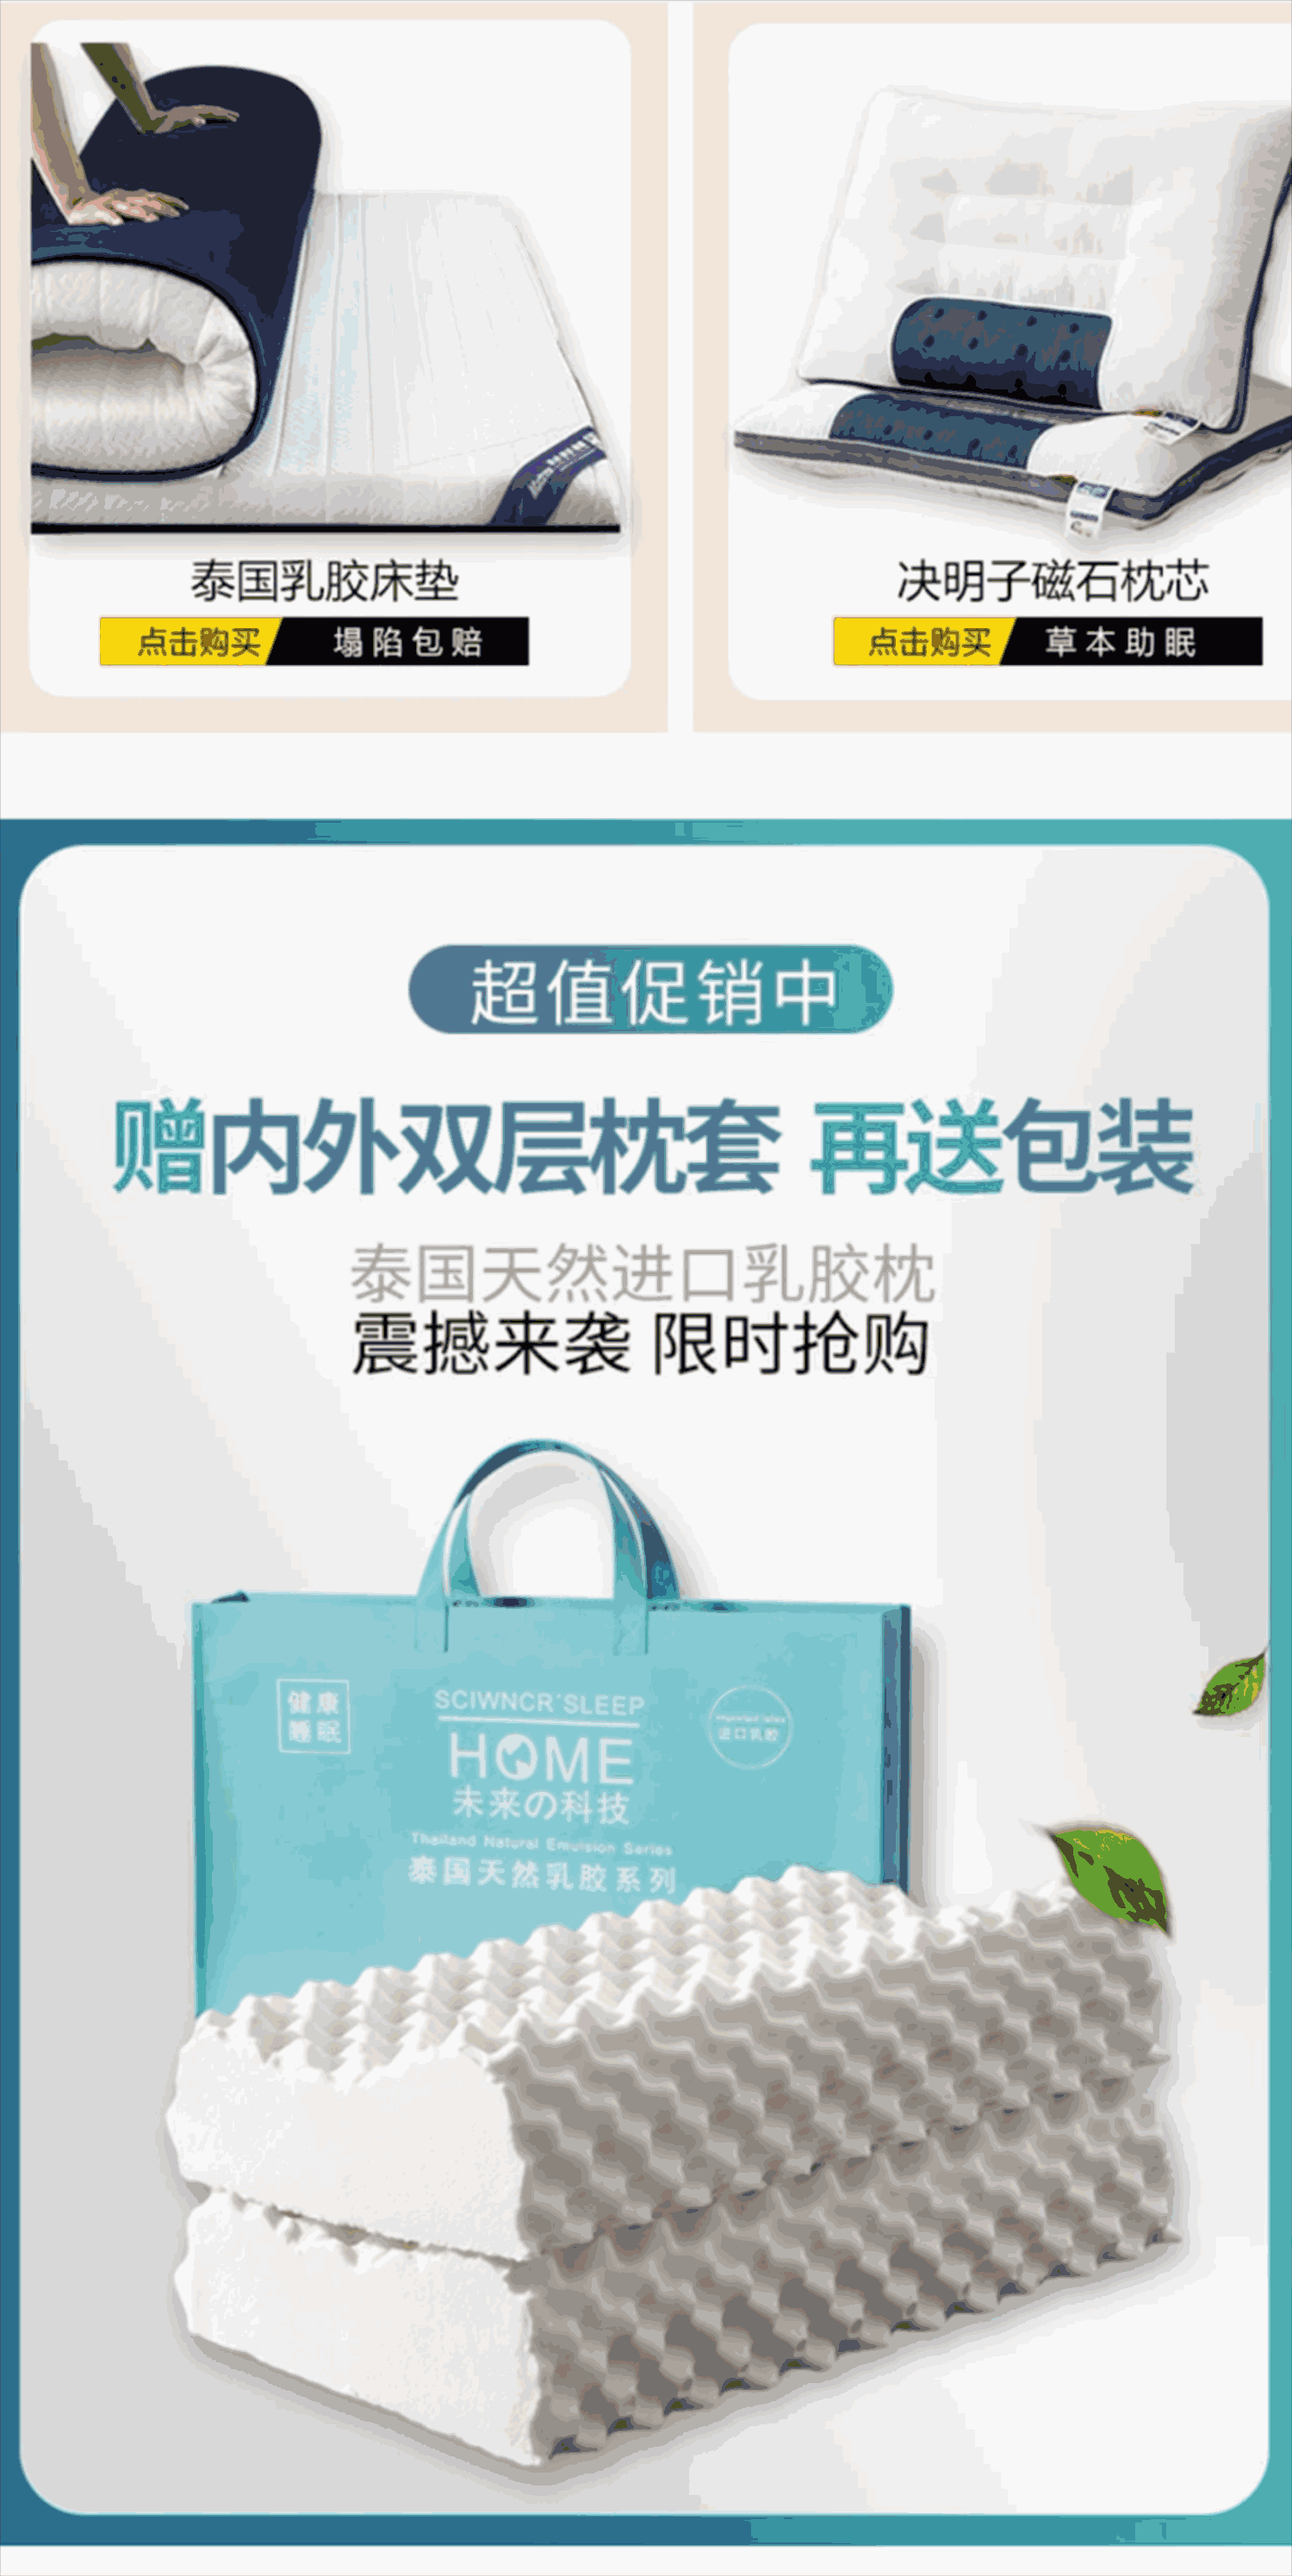 泰国乳胶床垫
点击购买 塌陷包赔
决明子磁石枕芯
点击购买 草本助眠
超值促销中
赠内外双层枕套 再送包装
泰国天然进口乳胶枕
震撼来袭 限时抢购
健康
睡眠
SCIWNCR'SLEEP
HOME
未来の科技
Thailand Natural Emulsion Series
泰国天然乳胶系列
进口乳胶